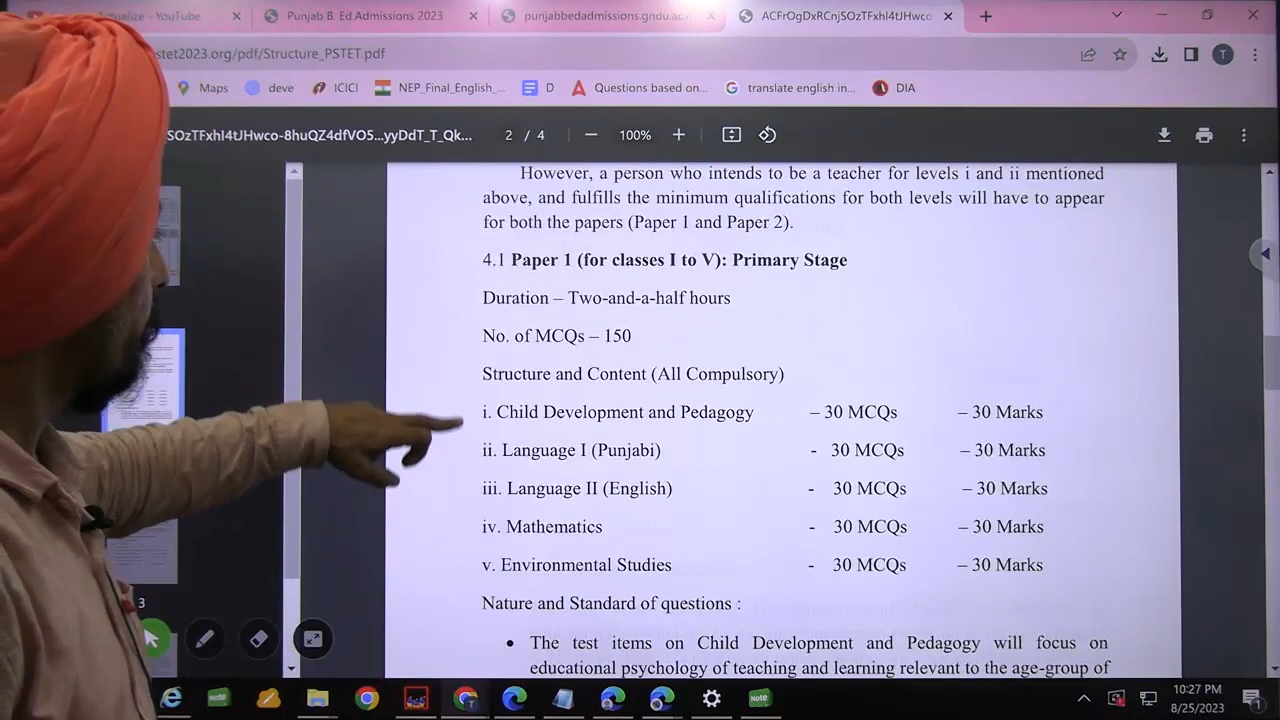 ctualize - YouTube
Punjab B. Ed.Admissions 2023
punjabbedadmissions.gndu.ac.
ACFrOgDxRCnjSOzTFxhl4tJHwco
stet2023.org/pdf/Structure_PSTET.pdf
T
Maps
deve
ICICI
NEP_Final_English_...
D
Questions based on...
translate english in...
DIA
SOzTFxhl4tJHwco-8huQZ4dfVO5...yyDdT_T_Qk...
2 / 4
100%
However, a person who intends to be a teacher for levels i and ii mentioned
above, and fulfills the minimum qualifications for both levels will have to appear
for both the papers (Paper 1 and Paper 2).
4.1 Paper 1 (for classes I to V): Primary Stage
Duration – Two-and-a-half hours
No. of MCQs – 150
Structure and Content (All Compulsory)
i. Child Development and Pedagogy – 30 MCQs – 30 Marks
ii. Language I (Punjabi) - 30 MCQs – 30 Marks
iii. Language II (English) - 30 MCQs – 30 Marks
iv. Mathematics - 30 MCQs – 30 Marks
v. Environmental Studies - 30 MCQs – 30 Marks
Nature and Standard of questions :
• The test items on Child Development and Pedagogy will focus on
educational psychology of teaching and learning relevant to the age-group of
3
Note
T
Note
10:27 PM
8/25/2023
1